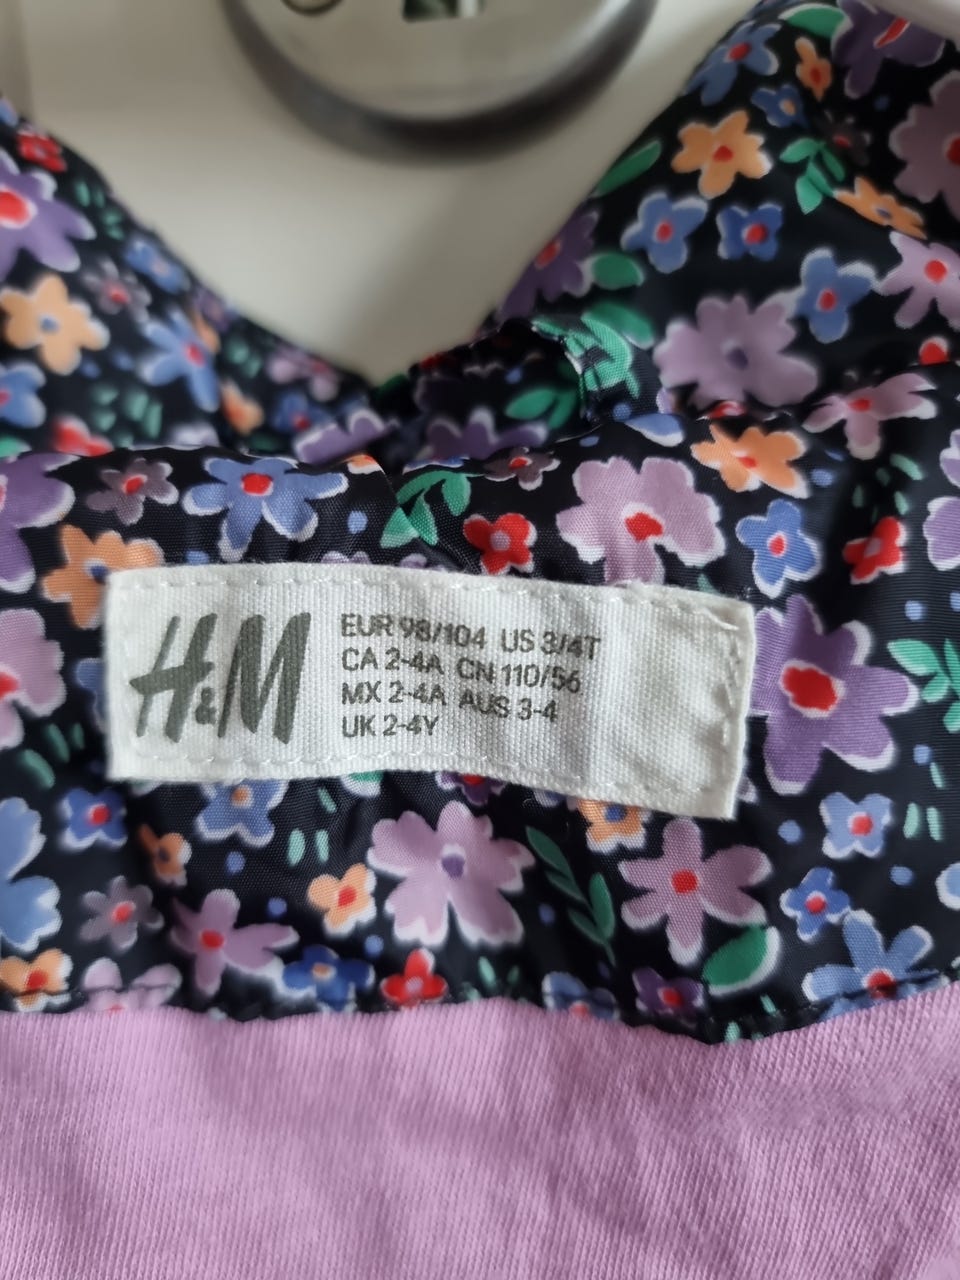 H&M
EUR 98/104 US 3/4T
CA 2-4A CN 110/56
MX 2-4A AUS 3-4
UK 2-4Y